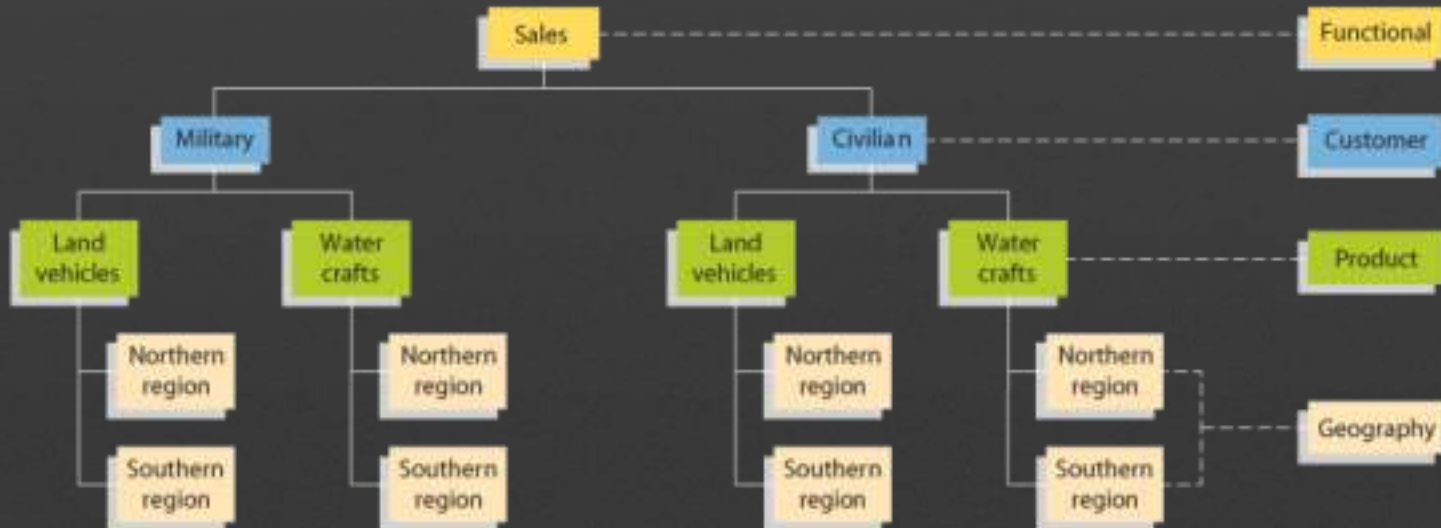 Sales
Functional
Military
Civilian
Customer
Land
vehicles
Water
crafts
Land
vehicles
Water
crafts
Product
Northern
region
Northern
region
Northern
region
Northern
region
Geography
Southern
region
Southern
region
Southern
region
Southern
region